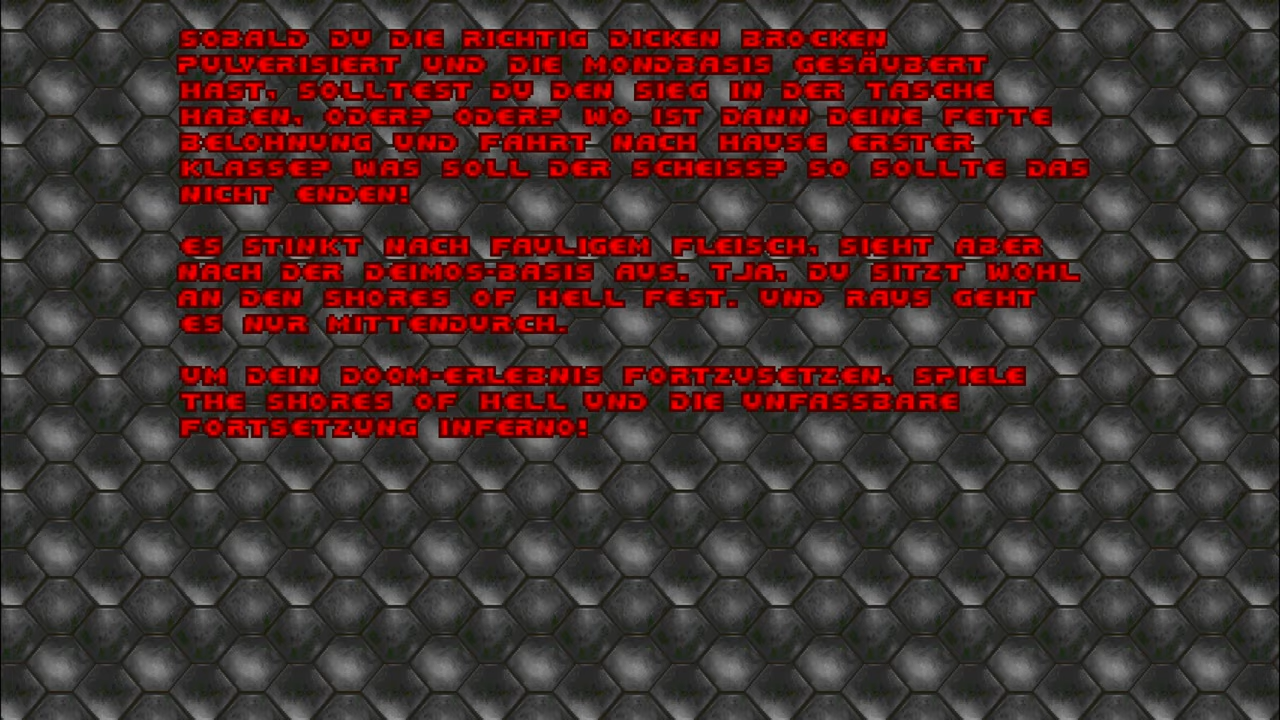 SOBALD DU DIE RICHTIG DICKEN BROCKEN
PULVERISIERT UND DIE MONDBASIS GESÄUBERT
HAST, SOLLTEST DU DEN SIEG IN DER TASCHE
HABEN, ODER? ODER? WO IST DANN DEINE FETTE
BELOHNUNG UND FAHRT NACH HAUSE ERSTER
KLASSE? WAS SOLL DER SCHEISS? SO SOLLTE DAS
NICHT ENDEN!
ES STINKT NACH FAULIGEM FLEISCH, SIEHT ABER
NACH DER DEIMOS-BASIS AUS. TJA, DU SITZT WOHL
AN DEN SHORES OF HELL FEST. UND RAUS GEHT
ES NUR MITTENDURCH.
UM DEIN DOOM-ERLEBNIS FORTZUSETZEN, SPIELE
THE SHORES OF HELL UND DIE UNFASSBARE
FORTSETZUNG INFERNO!